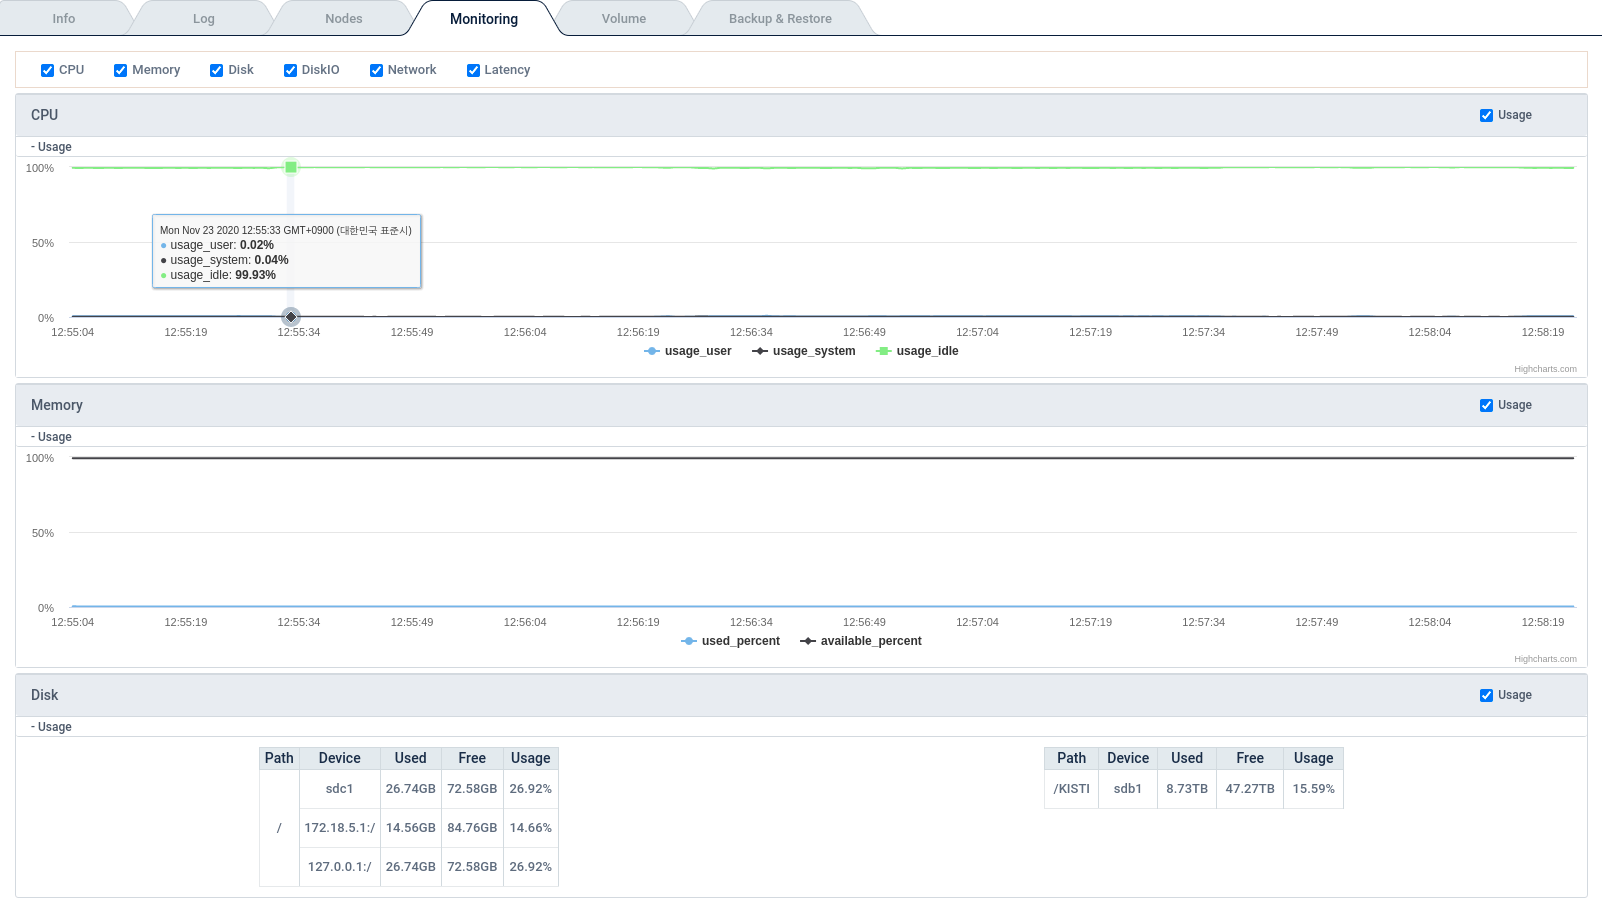 Info Log Nodes Monitoring Volume Backup & Restore
CPU Memory Disk DiskIO Network Latency
CPU Usage
- Usage
100%
50%
Mon Nov 23 2020 12:55:33 GMT+0900 (대한민국 표준시)
usage_user: 0.02%
usage_system: 0.04%
usage_idle: 99.93%
0%
12:55:04 12:55:19 12:55:34 12:55:49 12:56:04 12:56:19 12:56:34 12:56:49 12:57:04 12:57:19 12:57:34 12:57:49 12:58:04 12:58:19
usage_user usage_system usage_idle
Highcharts.com
Memory Usage
- Usage
100%
50%
0%
12:55:04 12:55:19 12:55:34 12:55:49 12:56:04 12:56:19 12:56:34 12:56:49 12:57:04 12:57:19 12:57:34 12:57:49 12:58:04 12:58:19
used_percent available_percent
Highcharts.com
Disk Usage
- Usage
Path Device Used Free Usage
sdc1 26.74GB 72.58GB 26.92%
/ 172.18.5.1:/ 14.56GB 84.76GB 14.66%
127.0.0.1:/ 26.74GB 72.58GB 26.92%
Path Device Used Free Usage
/KISTI sdb1 8.73TB 47.27TB 15.59%